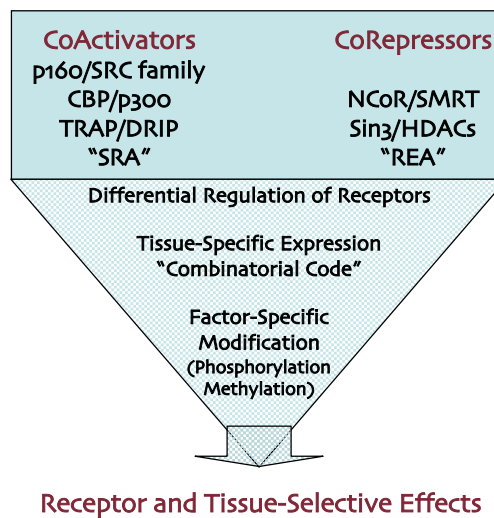 CoActivators
p160/SRC family
CBP/p300
TRAP/DRIP
“SRA”
CoRepressors
NCoR/SMRT
Sin3/HDACs
“REA”
Differential Regulation of Receptors
Tissue-Specific Expression
“Combinatorial Code”
Factor-Specific
Modification
(Phosphorylation
Methylation)
Receptor and Tissue-Selective Effects